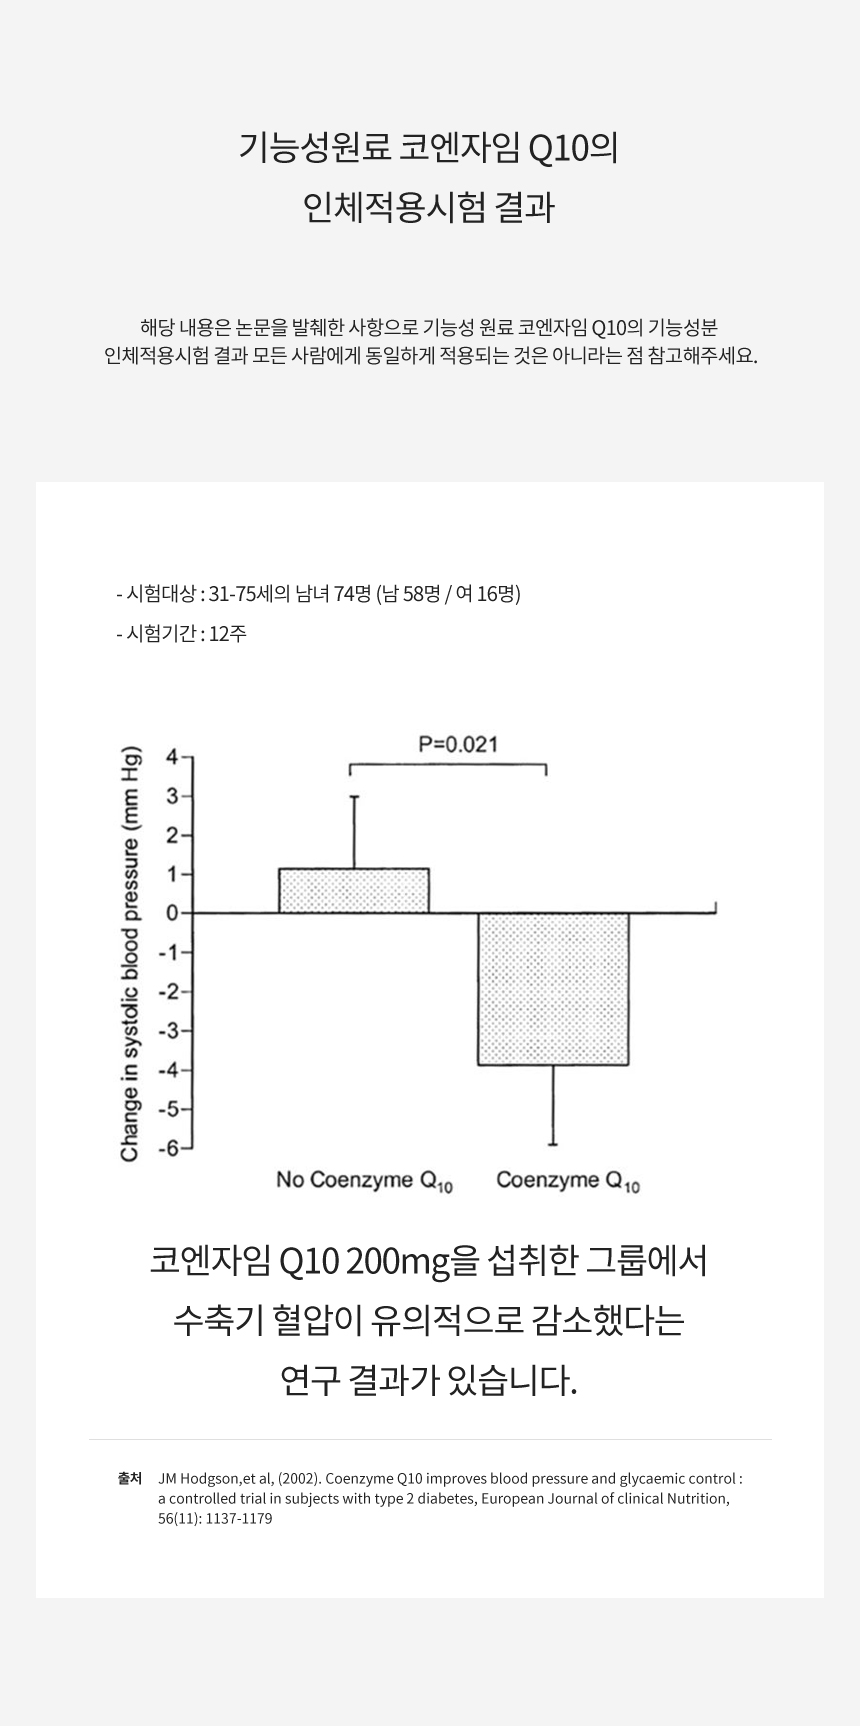 기능성원료 코엔자임 Q10의
인체적용시험 결과
해당 내용은 논문을 발췌한 사항으로 기능성 원료 코엔자임 Q10의 기능성분
인체적용시험 결과 모든 사람에게 동일하게 적용되는 것은 아니라는 점 참고해주세요.
- 시험대상 : 31-75세의 남녀 74명 (남 58명 / 여 16명)
- 시험기간 : 12주
P=0.021
Change in systolic blood pressure (mm Hg)
4
3
2
1
0
-1
-2
-3
-4
-5
-6
No Coenzyme Q10 Coenzyme Q10
코엔자임 Q10 200mg을 섭취한 그룹에서
수축기 혈압이 유의적으로 감소했다는
연구 결과가 있습니다.
출처 JM Hodgson,et al, (2002). Coenzyme Q10 improves blood pressure and glycaemic control :
a controlled trial in subjects with type 2 diabetes, European Journal of clinical Nutrition,
56(11): 1137-1179